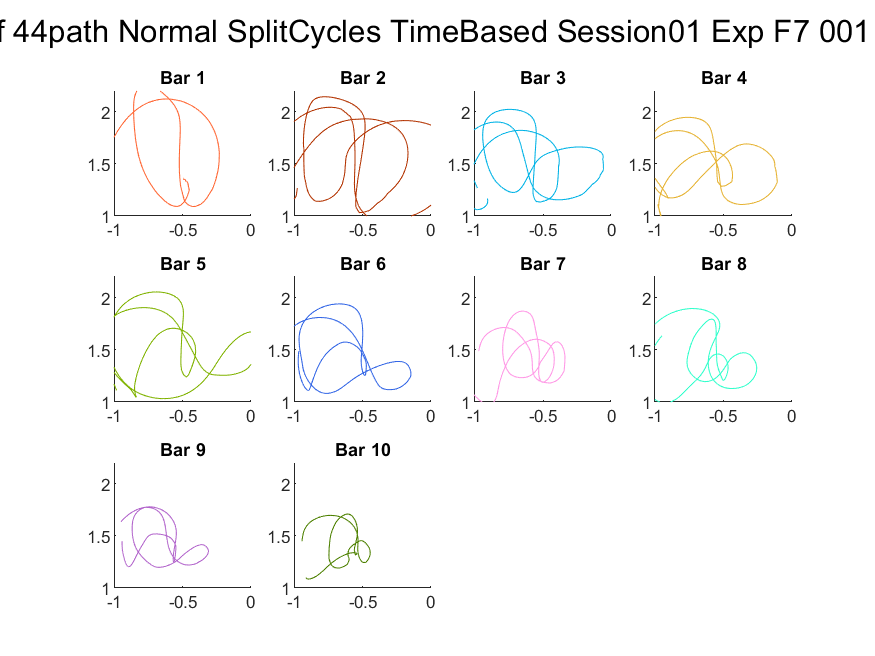 f 44path Normal SplitCycles TimeBased Session01 Exp F7 001
Bar 1 Bar 2 Bar 3 Bar 4
2 2 2 2
1.5 1.5 1.5 1.5
1 1 1 1
-1 -0.5 0 -1 -0.5 0 -1 -0.5 0 -1 -0.5 0
Bar 5 Bar 6 Bar 7 Bar 8
2 2 2 2
1.5 1.5 1.5 1.5
1 1 1 1
-1 -0.5 0 -1 -0.5 0 -1 -0.5 0 -1 -0.5 0
Bar 9 Bar 10
2 2
1.5 1.5
1 1
-1 -0.5 0 -1 -0.5 0